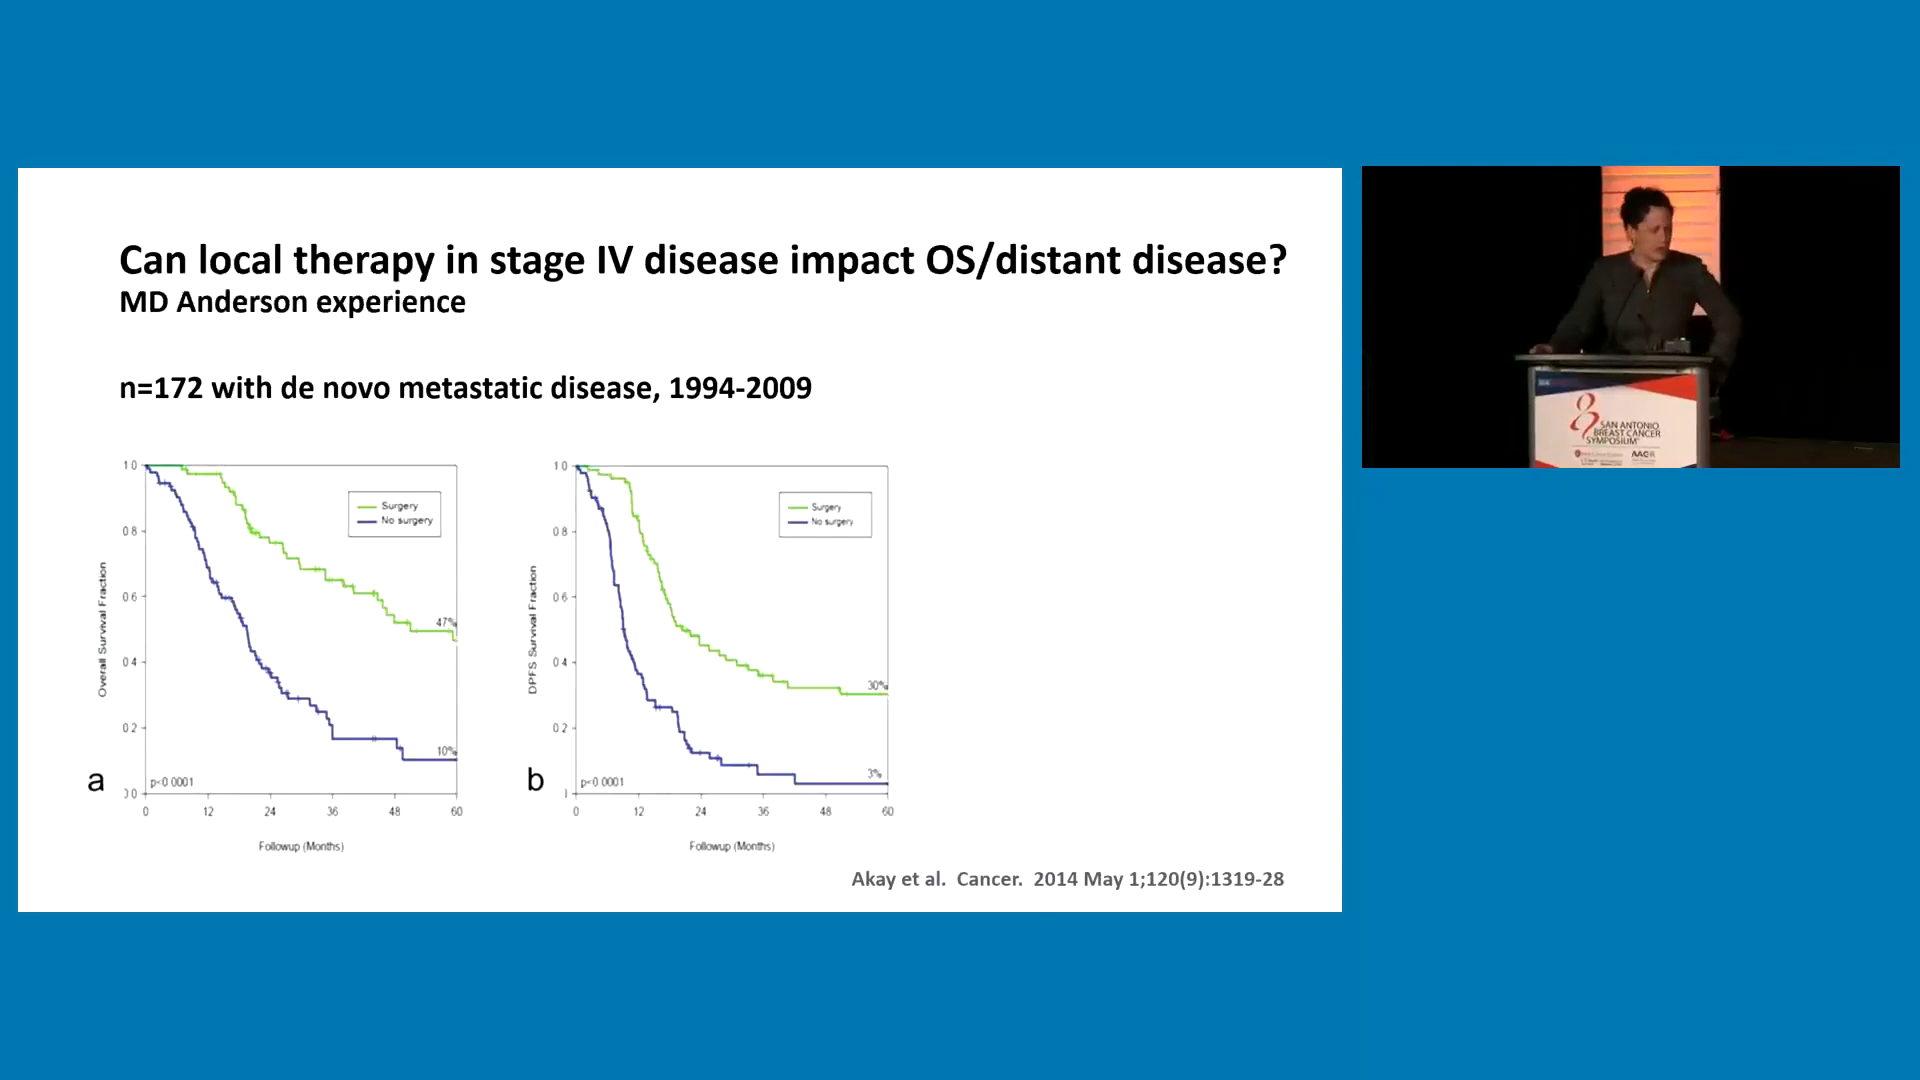 Can local therapy in stage IV disease impact OS/distant disease?
MD Anderson experience
n=172 with de novo metastatic disease, 1994-2009
Overall Survival Fraction
1 0
0 8
0 6
0 4
0 2
Surgery
No surgery
47%
10%
p<0 0001
a
0 12 24 36 48 60
Followup (Months)
DPFS Survival Fraction
1 0
0 8
0 6
0 4
0 2
Surgery
No surgery
30%
3%
p<0 0001
b
0 12 24 36 48 60
Followup (Months)
Akay et al. Cancer. 2014 May 1;120(9):1319-28
SAN ANTONIO
BREAST CANCER
SYMPOSIUM
AACR